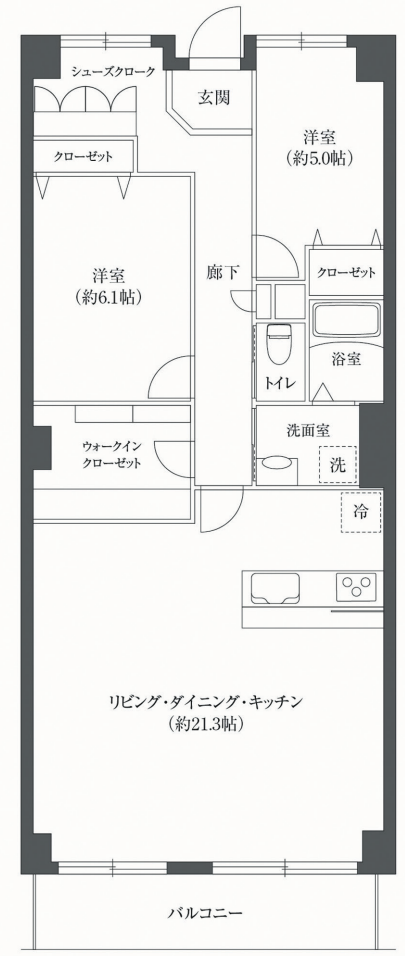 シューズクローク
玄関
洋室
（約5.0帖）
クローゼット
洋室
（約6.1帖）
廊下
クローゼット
浴室
トイレ
洗面室
ウォークイン
クローゼット
洗
冷
リビング・ダイニング・キッチン
（約21.3帖）
バルコニー